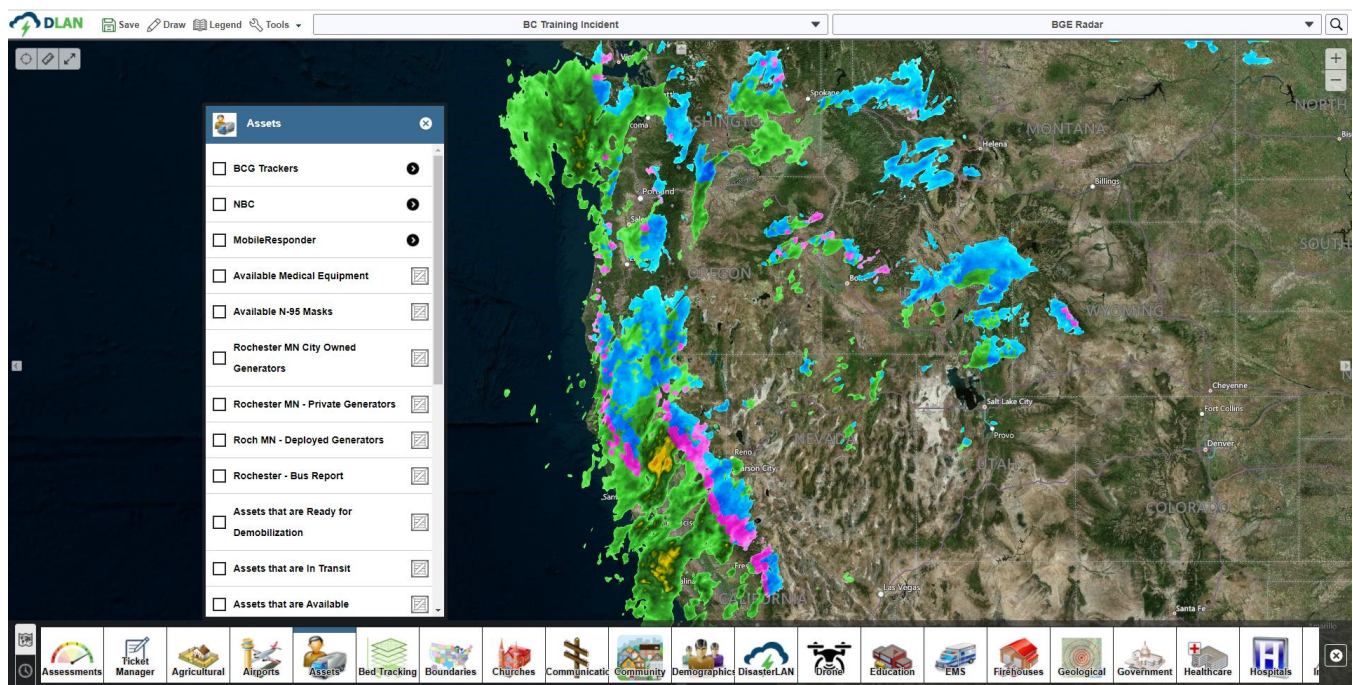 DLAN Save Draw Legend Tools BC Training Incident BGE Radar
Assets
BCG Trackers
NBC
MobileResponder
Available Medical Equipment
Available N-95 Masks
Rochester MN City Owned
Generators
Rochester MN - Private Generators
Roch MN - Deployed Generators
Rochester - Bus Report
Assets that are Ready for
Demobilization
Assets that are In Transit
Assets that are Available
Spokane
MONTANA
NORTH
Helena
Billings
SOUTH
OREGON
WYOMING
Cheyenne
Fort Collins
Salt Lake City
Denver
Provo
NEVADA
Reno
UTAH
COLORADO
Las Vegas
CALIFORNIA
Santa Fe
Amarillo
Assessments
Ticket
Manager
Agricultural
Airports
Assets
Bed Tracking
Boundaries
Churches
Communicatic
Community
Demographics
DisasterLAN
Drone
Education
EMS
Firehouses
Geological
Government
Healthcare
Hospitals